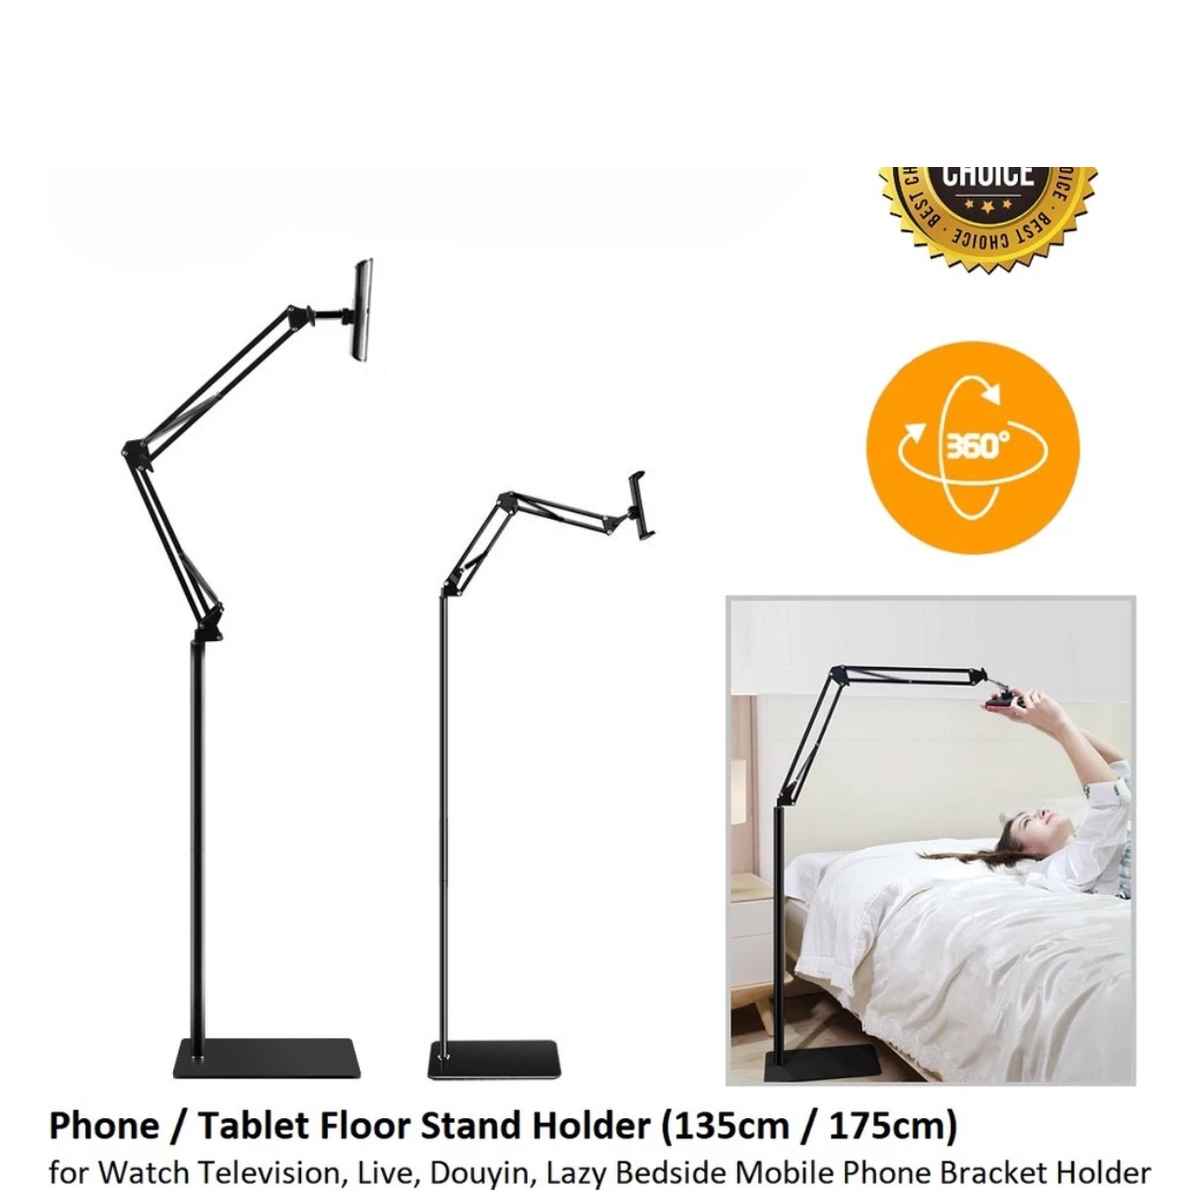 CHOICE
BEST CHOICE · BEST CHOICE
360°
Phone / Tablet Floor Stand Holder (135cm / 175cm)
for Watch Television, Live, Douyin, Lazy Bedside Mobile Phone Bracket Holder